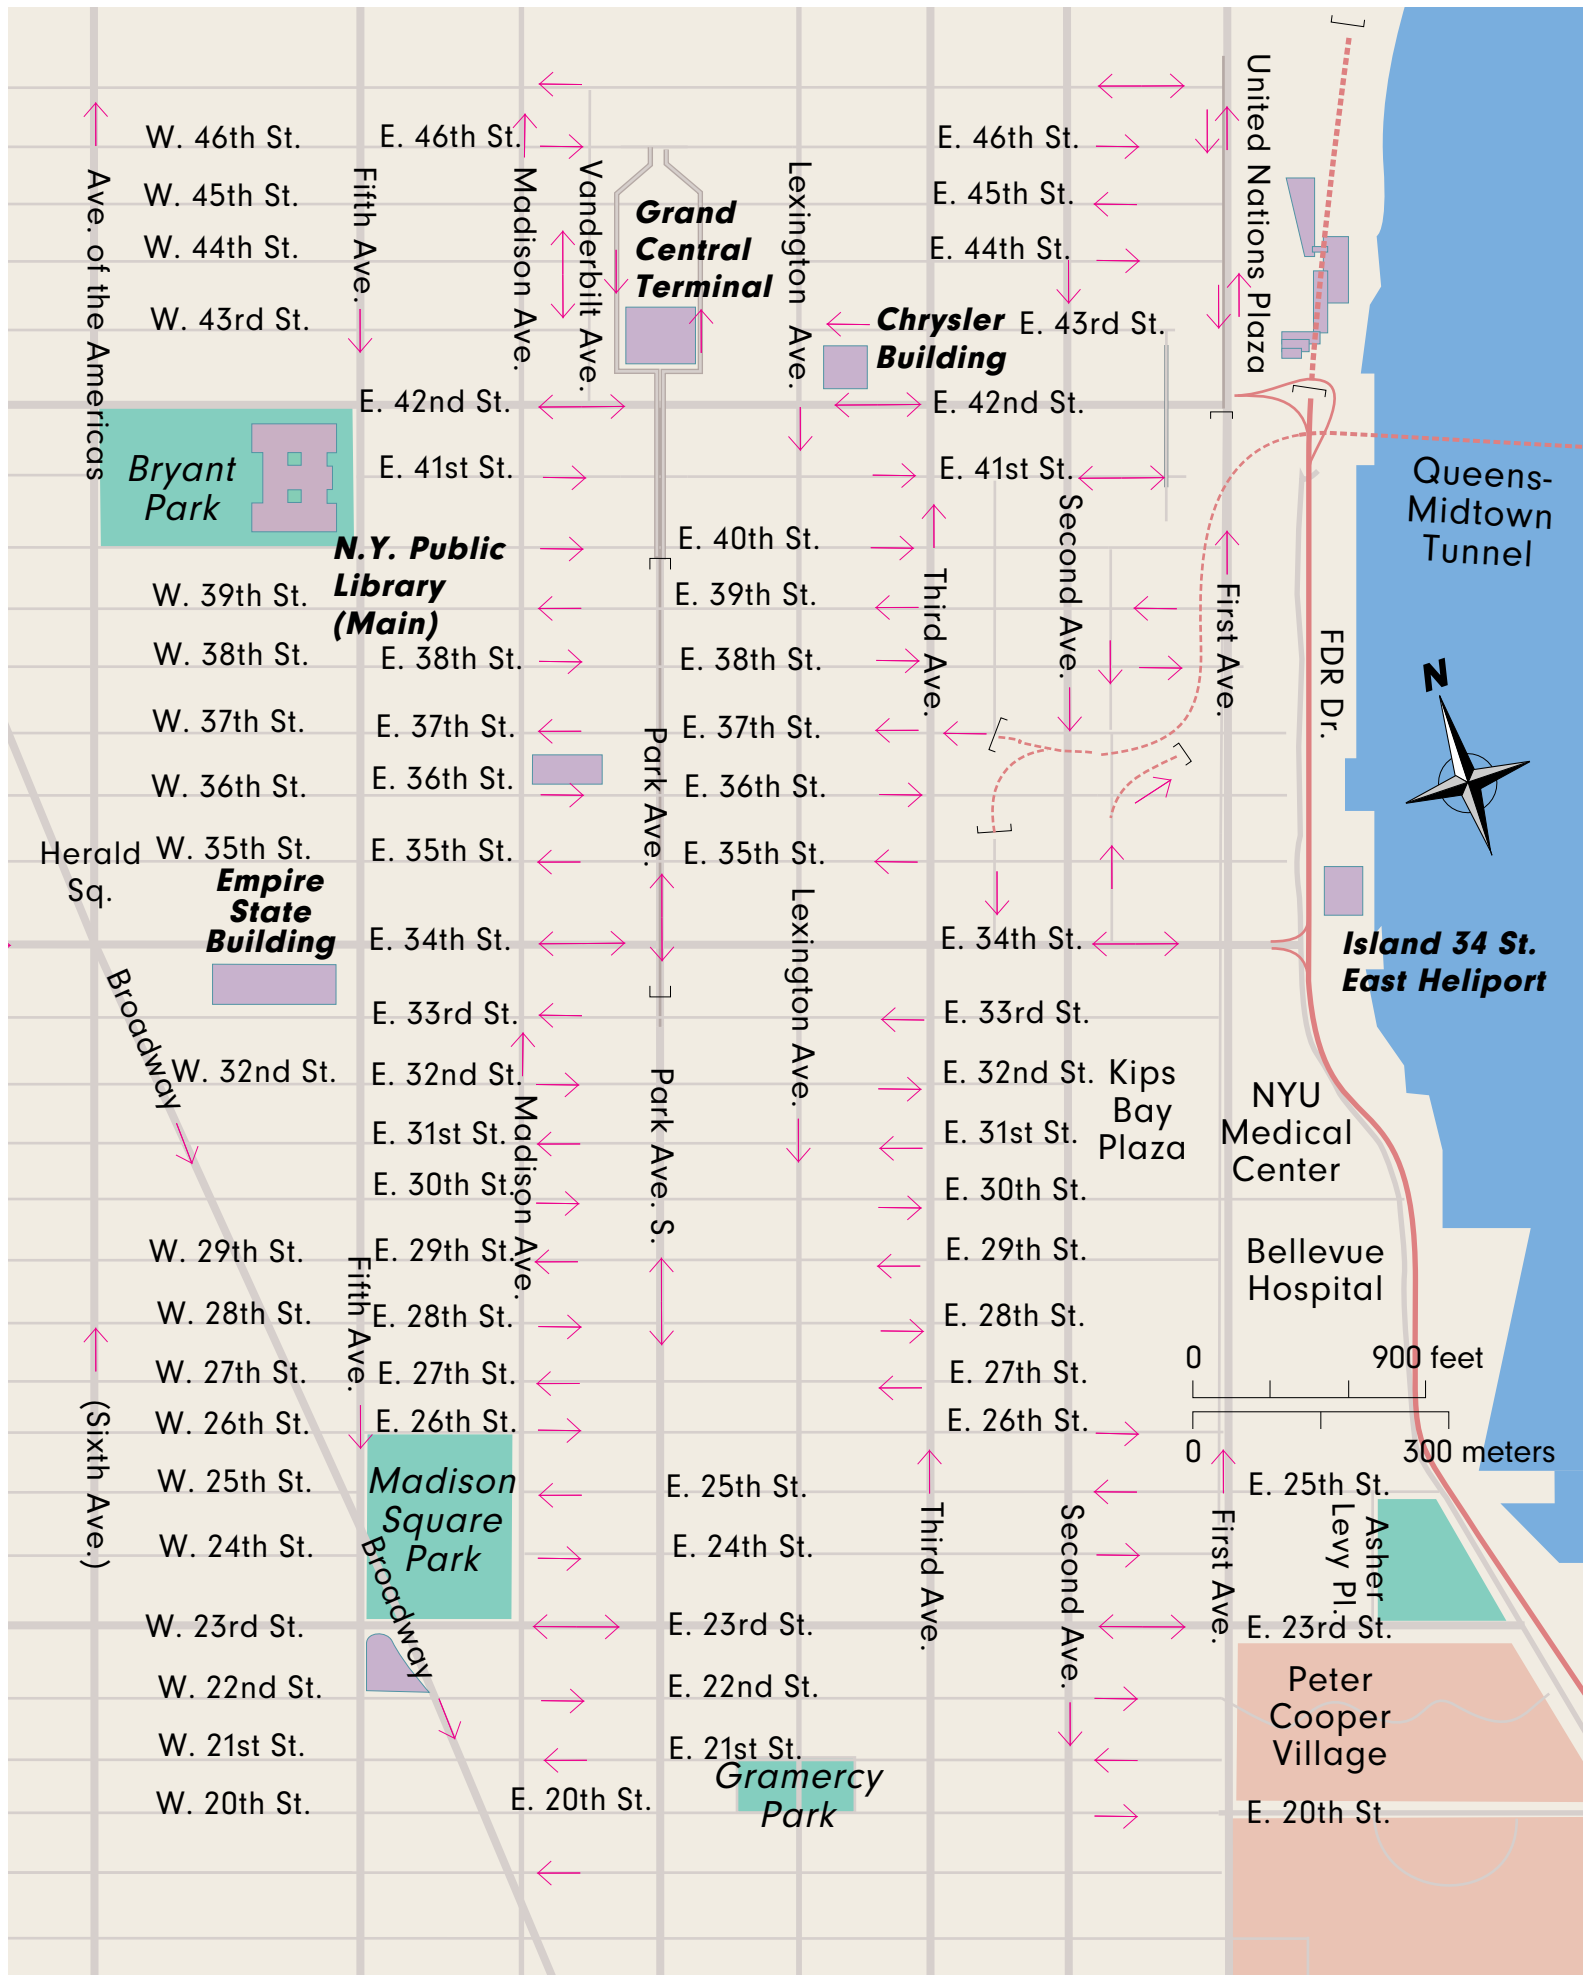 W. 46th St.
E. 46th St.
E. 46th St.
United Nations Plaza
Ave. of the Americas
W. 45th St.
Fifth Ave.
Madison Ave.
Vanderbilt Ave.
Grand
Central
Terminal
Lexington Ave.
E. 45th St.
W. 44th St.
E. 44th St.
W. 43rd St.
Chrysler
Building
E. 43rd St.
E. 42nd St.
E. 42nd St.
Bryant
Park
E. 41st St.
E. 41st St.
Queens-
Midtown
Tunnel
N.Y. Public
Library
(Main)
E. 40th St.
Second Ave.
W. 39th St.
E. 39th St.
Third Ave.
First Ave.
FDR Dr.
W. 38th St.
E. 38th St.
E. 38th St.
N
W. 37th St.
E. 37th St.
Park Ave.
E. 37th St.
W. 36th St.
E. 36th St.
E. 36th St.
Herald
Sq.
W. 35th St.
E. 35th St.
E. 35th St.
Empire
State
Building
E. 34th St.
Lexington Ave.
E. 34th St.
Island 34 St.
East Heliport
Broadway
E. 33rd St.
E. 33rd St.
W. 32nd St.
E. 32nd St.
Park Ave. S.
E. 32nd St.
Kips
Bay
Plaza
NYU
Medical
Center
Madison Ave.
E. 31st St.
E. 31st St.
E. 30th St.
E. 30th St.
W. 29th St.
Fifth Ave.
E. 29th St.
E. 29th St.
Bellevue
Hospital
W. 28th St.
E. 28th St.
E. 28th St.
W. 27th St.
E. 27th St.
E. 27th St.
0 900 feet
0 300 meters
(Sixth Ave.)
W. 26th St.
E. 26th St.
E. 26th St.
W. 25th St.
Madison
Square
Park
E. 25th St.
E. 25th St.
Third Ave.
Second Ave.
First Ave.
Asher
Levy Pl.
W. 24th St.
Broadway
E. 24th St.
W. 23rd St.
E. 23rd St.
E. 23rd St.
W. 22nd St.
E. 22nd St.
Peter
Cooper
Village
W. 21st St.
E. 21st St.
Gramercy
Park
W. 20th St.
E. 20th St.
E. 20th St.